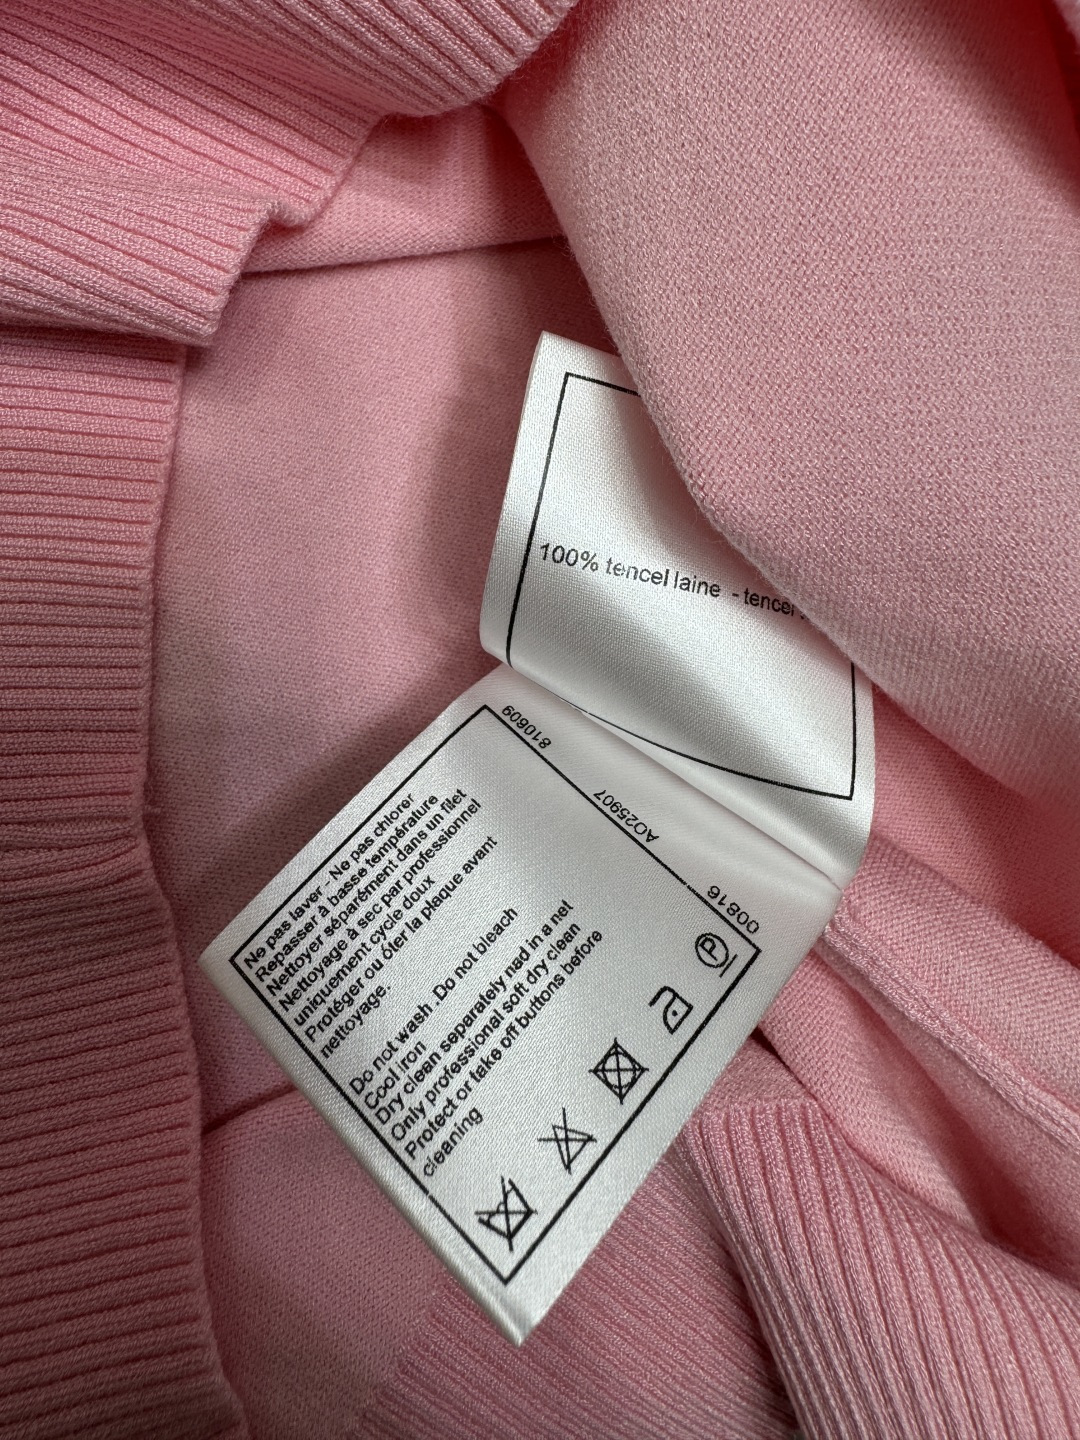 100% tencel laine - tencel
810609
AO25907
00816
Ne pas laver - Ne pas chlorer
Repasser à basse température
Nettoyer séparément dans un filet
Nettoyage à sec par professionnel
uniquement cycle doux
Protéger ou ôler la plaque avant
nettoyage.
Do not wash . Do not bleach
Cool iron
Dry clean separately nad in a net
Only professional soft dry clean
Protect or take off buttons before
cleaning
P